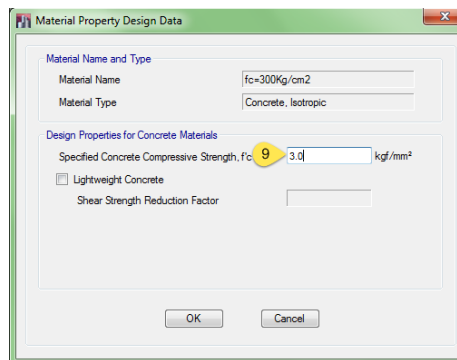 Material Property Design Data
Material Name and Type
Material Name fc=300Kg/cm2
Material Type Concrete, Isotropic
Design Properties for Concrete Materials
Specified Concrete Compressive Strength, f'c 9 3.0 kgf/mm²
Lightweight Concrete
Shear Strength Reduction Factor
OK Cancel